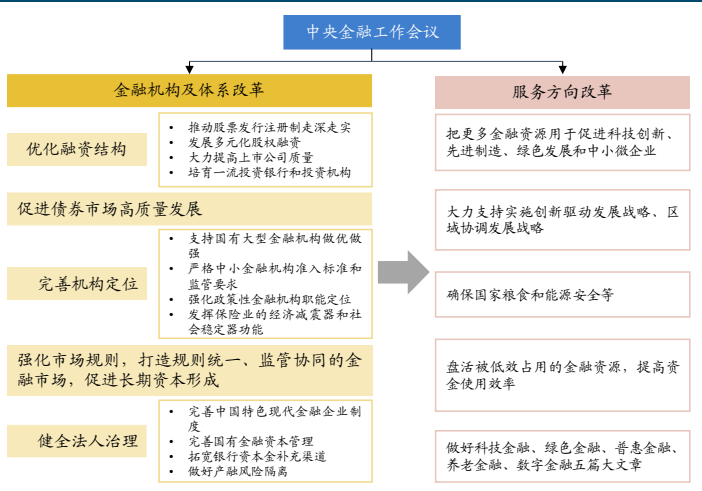 中央金融工作会议
金融机构及体系改革
优化融资结构
• 推动股票发行注册制走深走实
• 发展多元化股权融资
• 大力提高上市公司质量
• 培育一流投资银行和投资机构
促进债券市场高质量发展
完善机构定位
• 支持国有大型金融机构做优做
强
• 严格中小金融机构准入标准和
监管要求
• 强化政策性金融机构职能定位
• 发挥保险业的经济减震器和社
会稳定器功能
强化市场规则，打造规则统一、监管协同的金
融市场，促进长期资本形成
健全法人治理
• 完善中国特色现代金融企业制
度
• 完善国有金融资本管理
• 拓宽银行资本金补充渠道
• 做好产融风险隔离
服务方向改革
把更多金融资源用于促进科技创新、
先进制造、绿色发展和中小微企业
大力支持实施创新驱动发展战略、区
域协调发展战略
确保国家粮食和能源安全等
盘活被低效占用的金融资源，提高资
金使用效率
做好科技金融、绿色金融、普惠金融、
养老金融、数字金融五篇大文章